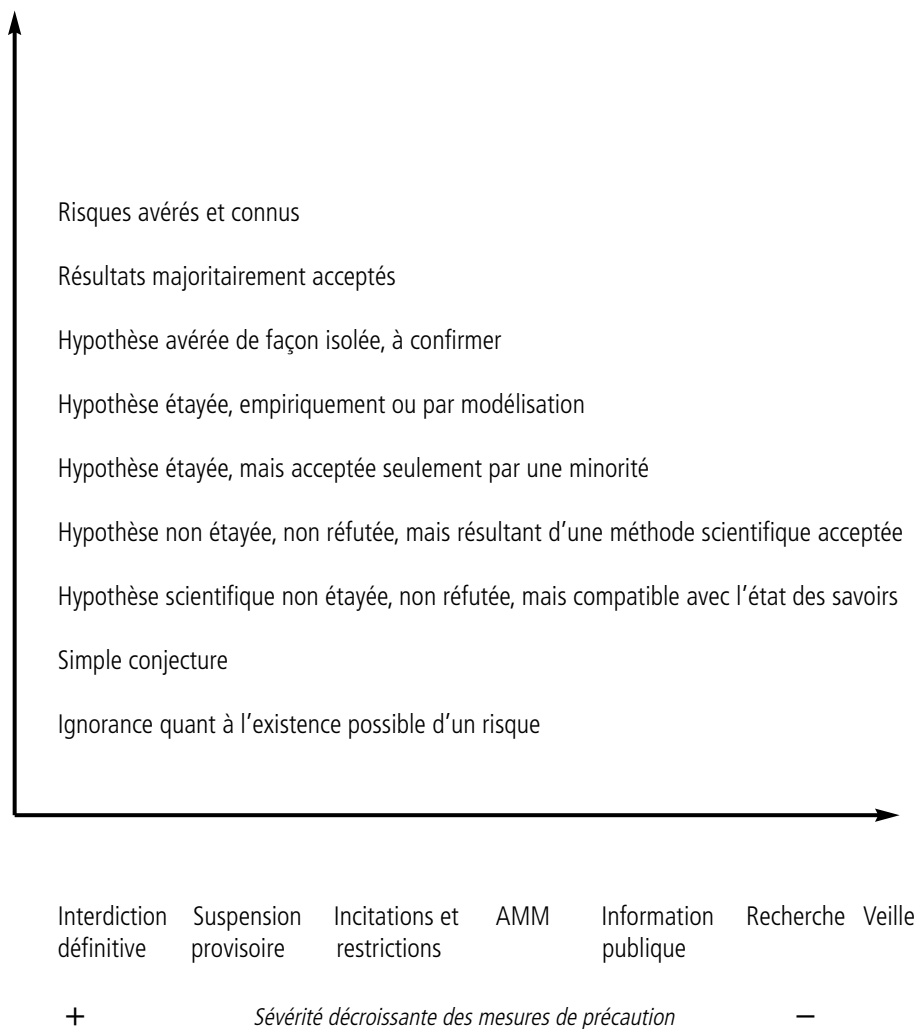 Risques avérés et connus
Résultats majoritairement acceptés
Hypothèse avérée de façon isolée, à confirmer
Hypothèse étayée, empiriquement ou par modélisation
Hypothèse étayée, mais acceptée seulement par une minorité
Hypothèse non étayée, non réfutée, mais résultant d’une méthode scientifique acceptée
Hypothèse scientifique non étayée, non réfutée, mais compatible avec l’état des savoirs
Simple conjecture
Ignorance quant à l’existence possible d’un risque
Interdiction Suspension Incitations et AMM Information Recherche Veille
définitive provisoire restrictions publique
+ Sévérité décroissante des mesures de précaution −